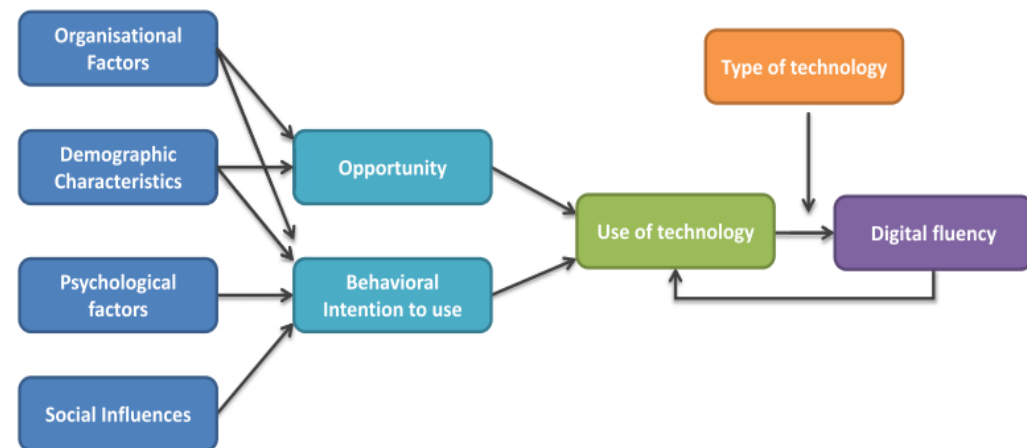 Organisational
Factors
Type of technology
Demographic
Characteristics
Opportunity
Use of technology
Digital fluency
Psychological
factors
Behavioral
Intention to use
Social Influences